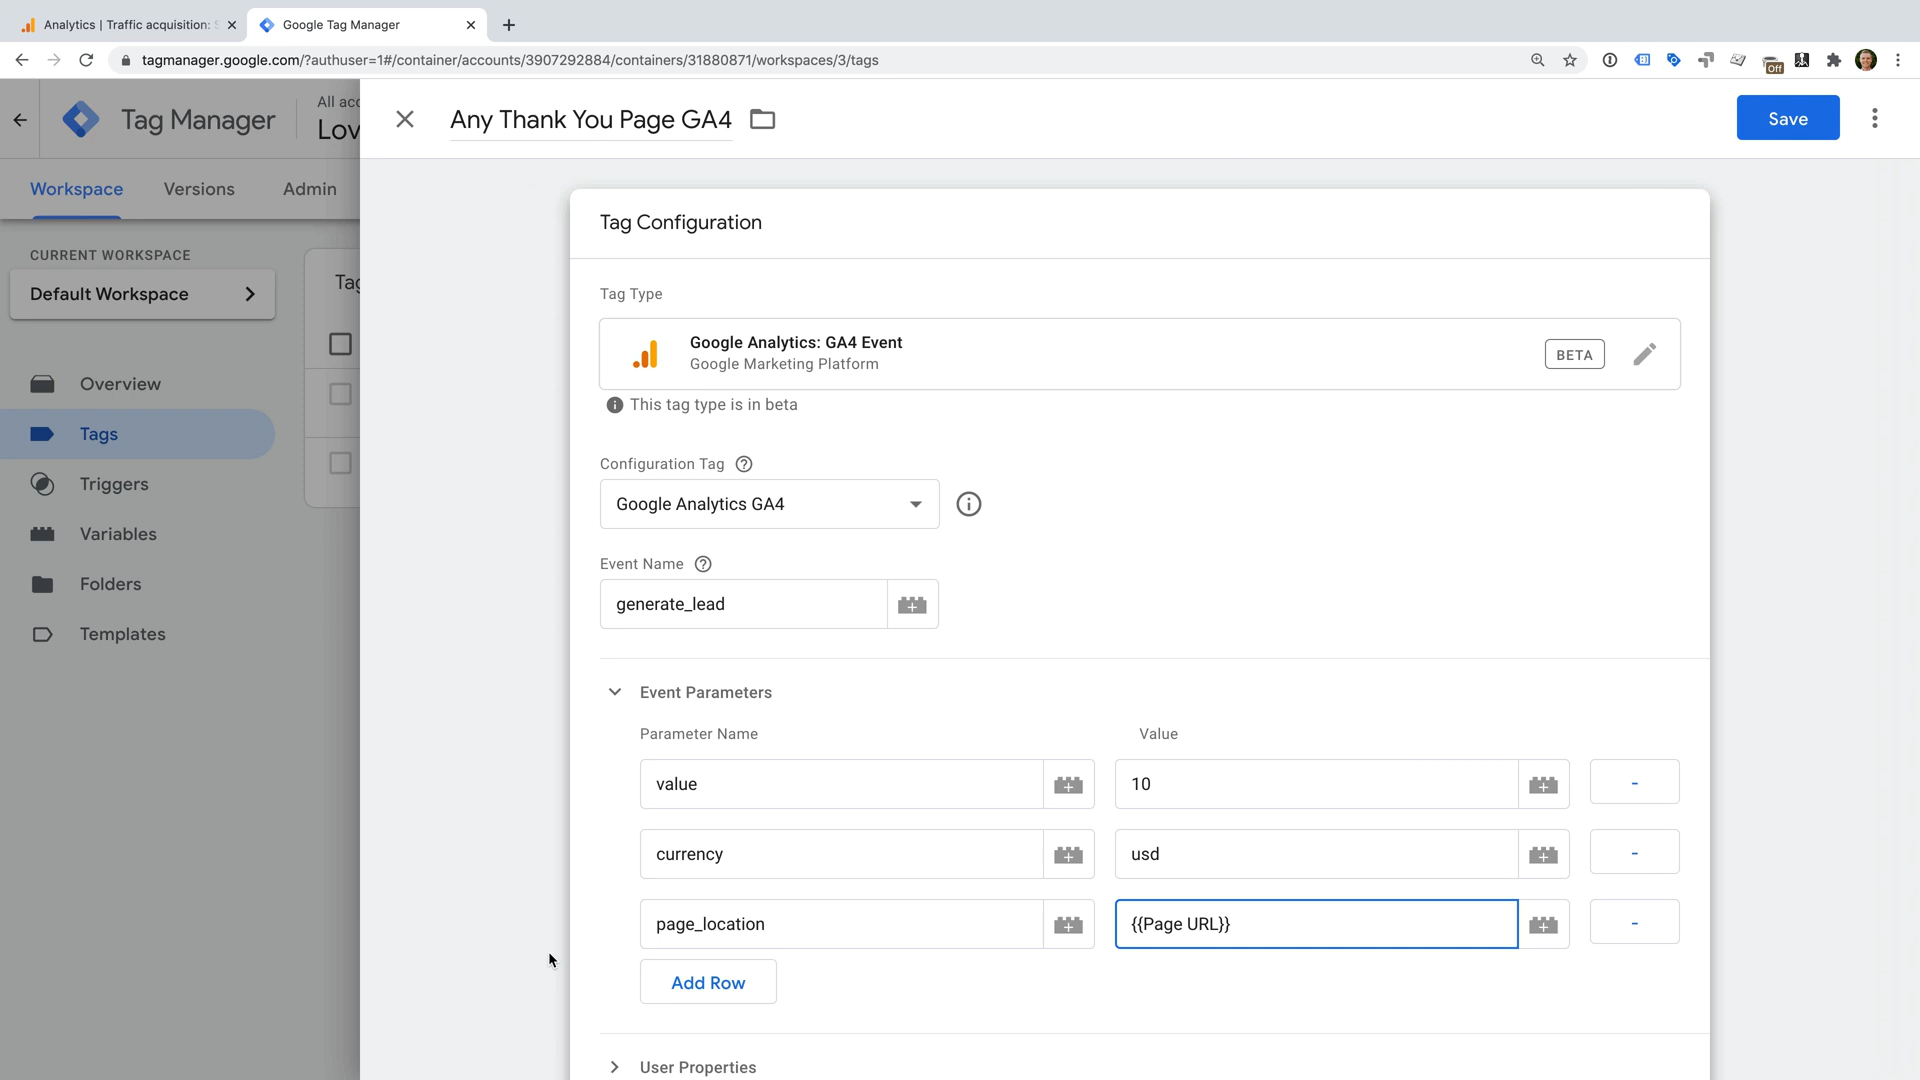 Analytics | Traffic acquisition: S
Google Tag Manager
tagmanager.google.com/?authuser=1#/container/accounts/3907292884/containers/31880871/workspaces/3/tags
Off
Tag Manager
All acc
Lov
Any Thank You Page GA4
Save
Workspace
Versions
Admin
CURRENT WORKSPACE
Default Workspace
Tag
Overview
Tags
Triggers
Variables
Folders
Templates
Tag Configuration
Tag Type
Google Analytics: GA4 Event
Google Marketing Platform
BETA
This tag type is in beta
Configuration Tag
Google Analytics GA4
Event Name
generate_lead
Event Parameters
Parameter Name
Value
value
10
-
currency
usd
-
page_location
{{Page URL}}
-
Add Row
User Properties